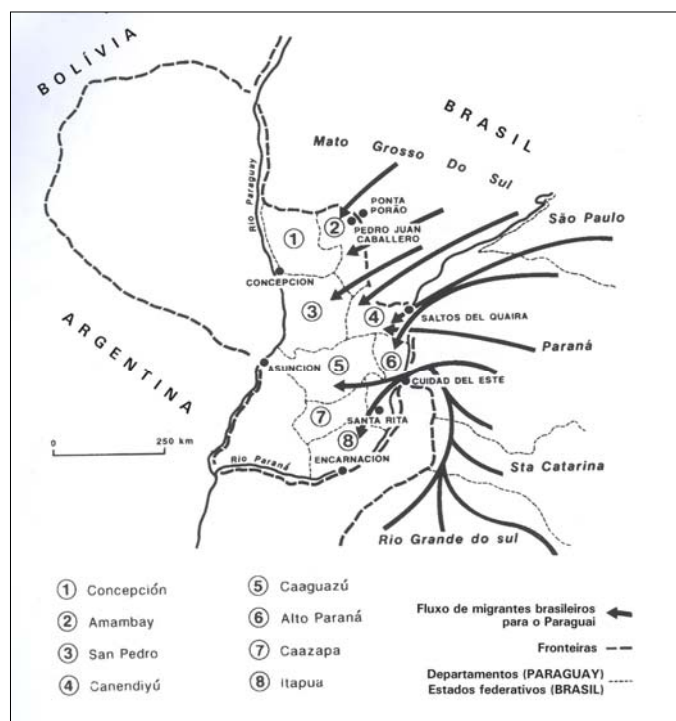 BOLÍVIA
BRASIL
Mato Grosso Do Sul
Rio Paraguay
PONTA
PORÃO
PEDRO JUAN
CABALLERO
São Paulo
CONCEPCION
SALTOS DEL QUAIRA
ARGENTINA
ASUNCION
Paraná
CUIDAD DEL ESTE
SANTA RITA
0 250 km
Rio Paraná
ENCARNACION
Sta Catarina
Rio Grande do sul
1
2
3
4
5
6
7
8
1 Concepción
2 Amambay
3 San Pedro
4 Canendiyú
5 Caaguazú
6 Alto Paraná
7 Caazapa
8 Itapua
Fluxo de migrantes brasileiros
para o Paraguai
Fronteiras
Departamentos (PARAGUAY)
Estados federativos (BRASIL)